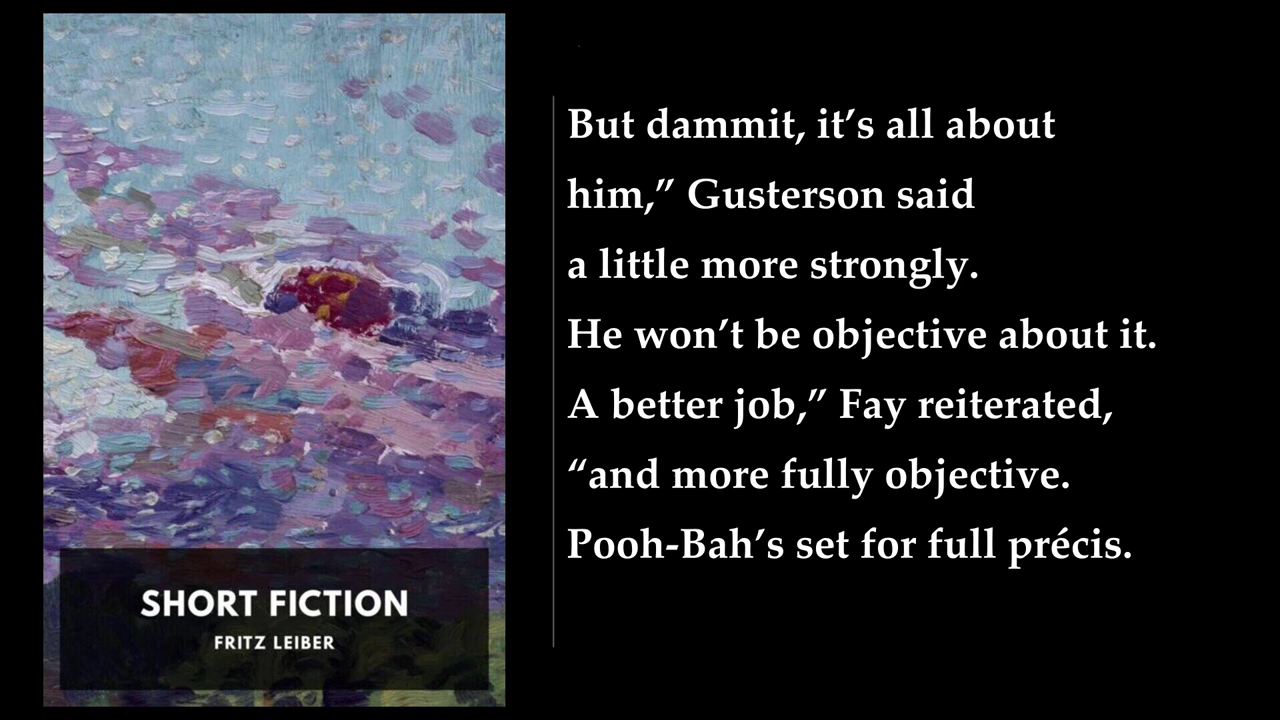 SHORT FICTION
FRITZ LEIBER
But dammit, it’s all about
him,” Gusterson said
a little more strongly.
He won’t be objective about it.
A better job,” Fay reiterated,
“and more fully objective.
Pooh-Bah’s set for full précis.